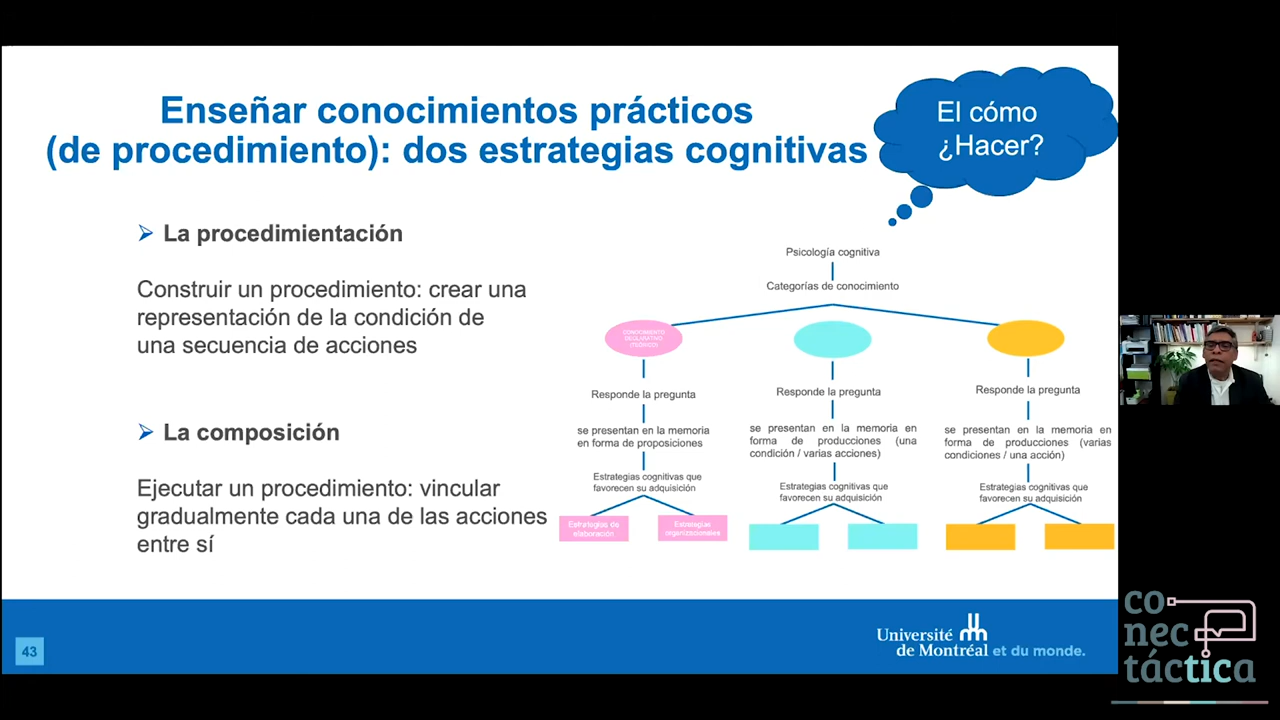 Enseñar conocimientos prácticos
(de procedimiento): dos estrategias cognitivas
El cómo
¿Hacer?
➢ La procedimientación
Construir un procedimiento: crear una
representación de la condición de
una secuencia de acciones
➢ La composición
Ejecutar un procedimiento: vincular
gradualmente cada una de las acciones
entre sí
Psicología cognitiva
Categorías de conocimiento
CONOCIMIENTO
DECLARATIVO
(TEÓRICO)
Responde la pregunta
se presentan en la memoria
en forma de proposiciones
Estrategias cognitivas que
favorecen su adquisición
Estrategias de
elaboración
Estrategias
organizacionales
Responde la pregunta
se presentan en la memoria en
forma de producciones (una
condición / varias acciones)
Estrategias cognitivas que
favorecen su adquisición
Responde la pregunta
se presentan en la memoria en
forma de producciones (varias
condiciones / una acción)
Estrategias cognitivas que
favorecen su adquisición
43
Université
de Montréal et du monde.
co
nec
táctica